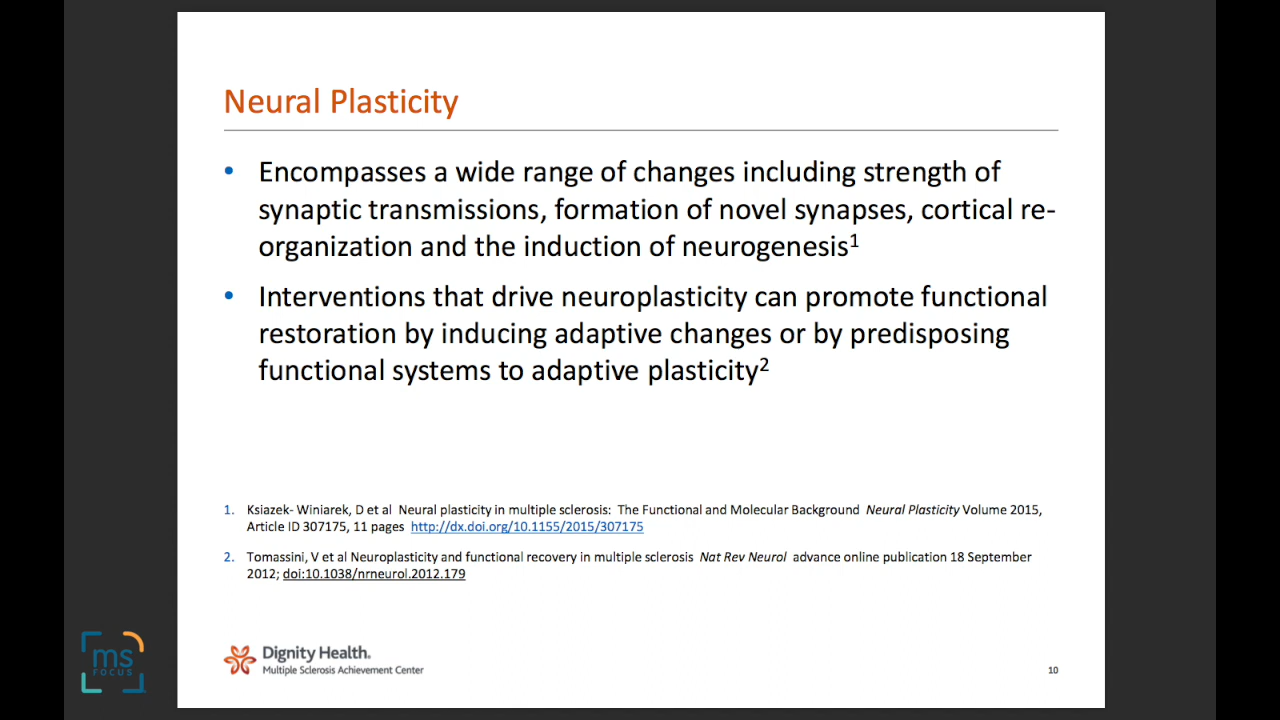 Neural Plasticity
• Encompasses a wide range of changes including strength of
synaptic transmissions, formation of novel synapses, cortical re-
organization and the induction of neurogenesis1
• Interventions that drive neuroplasticity can promote functional
restoration by inducing adaptive changes or by predisposing
functional systems to adaptive plasticity2
1. Ksiazek- Winiarek, D et al Neural plasticity in multiple sclerosis: The Functional and Molecular Background Neural Plasticity Volume 2015,
Article ID 307175, 11 pages http://dx.doi.org/10.1155/2015/307175
2. Tomassini, V et al Neuroplasticity and functional recovery in multiple sclerosis Nat Rev Neurol advance online publication 18 September
2012; doi:10.1038/nrneurol.2012.179
Dignity Health.
Multiple Sclerosis Achievement Center
10
ms
FOCUS